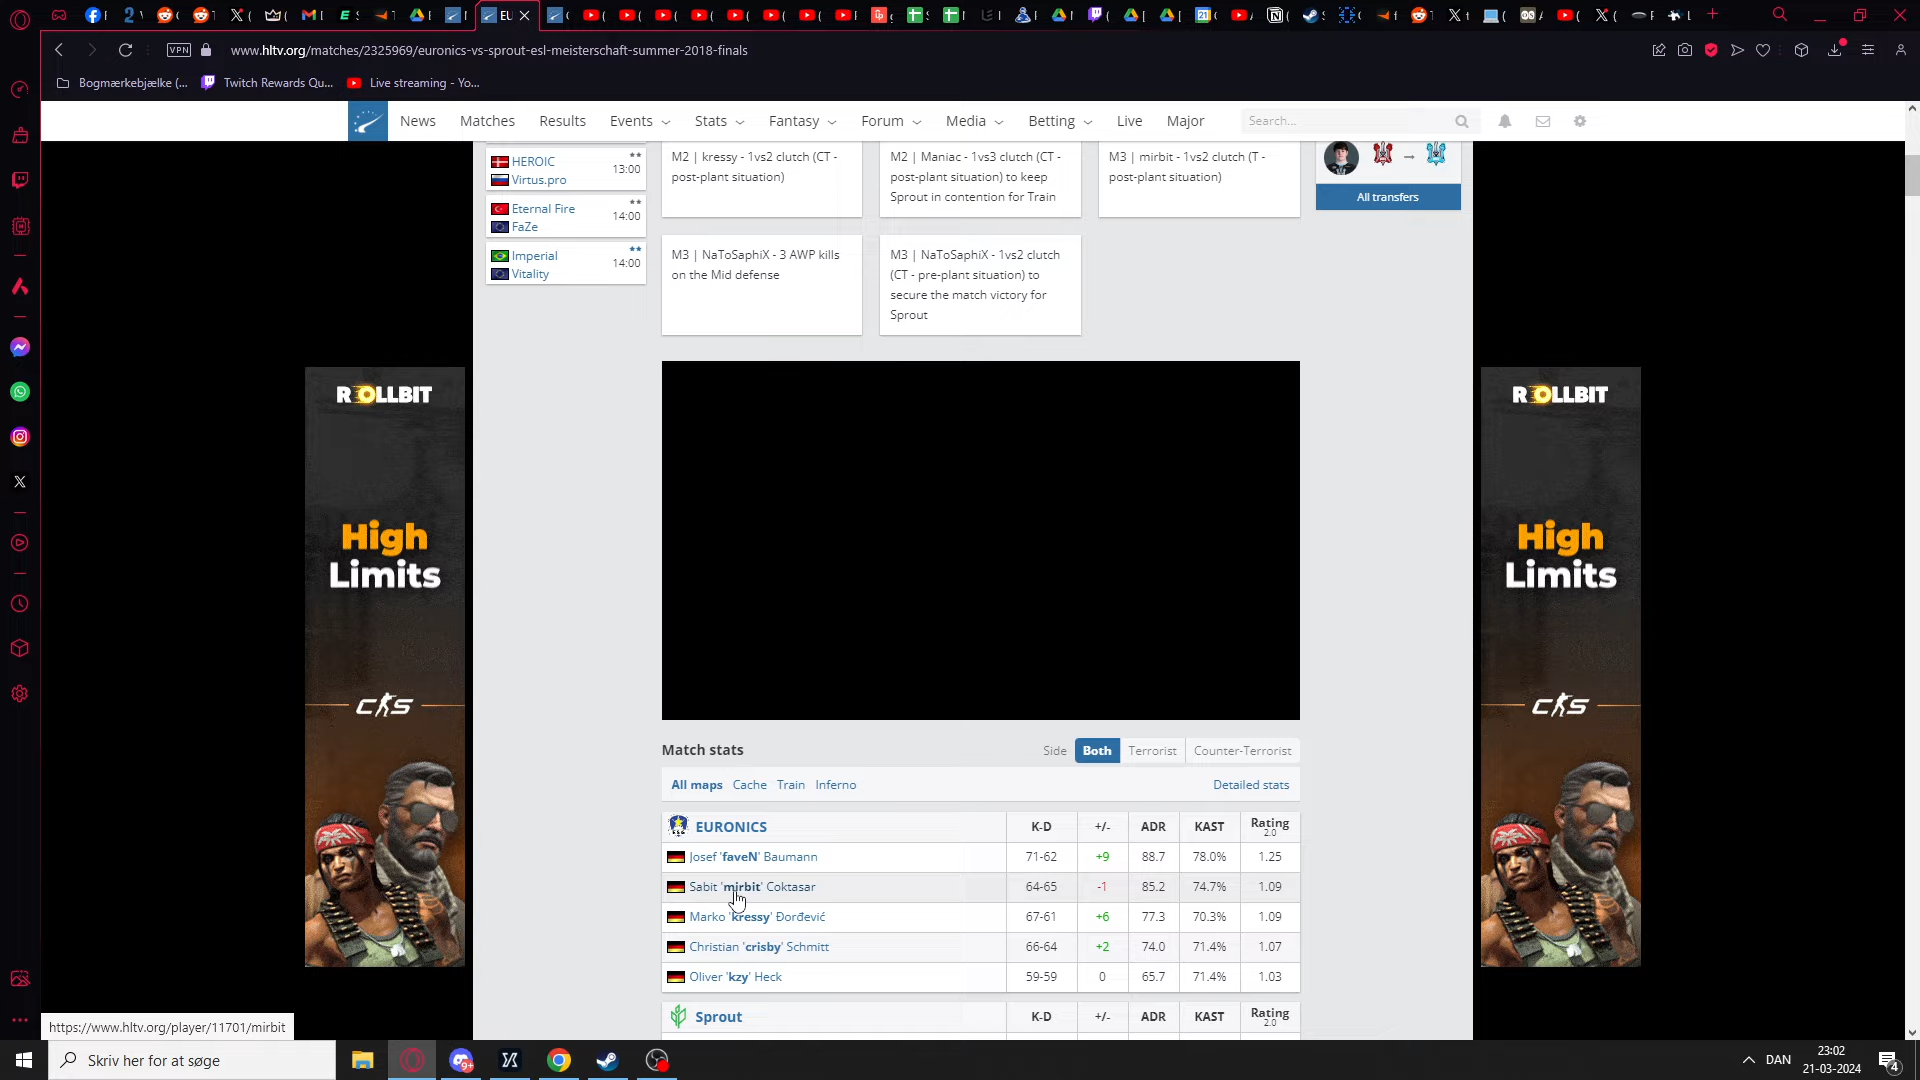 VPN
www.hltv.org/matches/2325969/euronics-vs-sprout-esl-meisterschaft-summer-2018-finals
Bogmærkebjælke (...
Twitch Rewards Qu...
Live streaming - Yo...
News
Matches
Results
Events
Stats
Fantasy
Forum
Media
Betting
Live
Major
Search...
HEROIC
Virtus.pro
**
13:00
Eternal Fire
FaZe
**
14:00
Imperial
Vitality
**
14:00
M2 | kressy - 1vs2 clutch (CT -
post-plant situation)
M2 | Maniac - 1vs3 clutch (CT -
post-plant situation) to keep
Sprout in contention for Train
M3 | mirbit - 1vs2 clutch (T -
post-plant situation)
M3 | NaToSaphiX - 3 AWP kills
on the Mid defense
M3 | NaToSaphiX - 1vs2 clutch
(CT - pre-plant situation) to
secure the match victory for
Sprout
All transfers
ROLLBIT
High
Limits
CS
ROLLBIT
High
Limits
CS
Match stats
Side Both Terrorist Counter-Terrorist
All maps Cache Train Inferno Detailed stats
EURONICS K-D +/- ADR KAST Rating 2.0
Josef 'faveN' Baumann 71-62 +9 88.7 78.0% 1.25
Sabit 'mirbit' Coktasar 64-65 -1 85.2 74.7% 1.09
Marko 'kressy' Đorđević 67-61 +6 77.3 70.3% 1.09
Christian 'crisby' Schmitt 66-64 +2 74.0 71.4% 1.07
Oliver 'kzy' Heck 59-59 0 65.7 71.4% 1.03
Sprout K-D +/- ADR KAST Rating 2.0
https://www.hltv.org/player/11701/mirbit
Skriv her for at søge
9+
DAN
23:02
21-03-2024
4